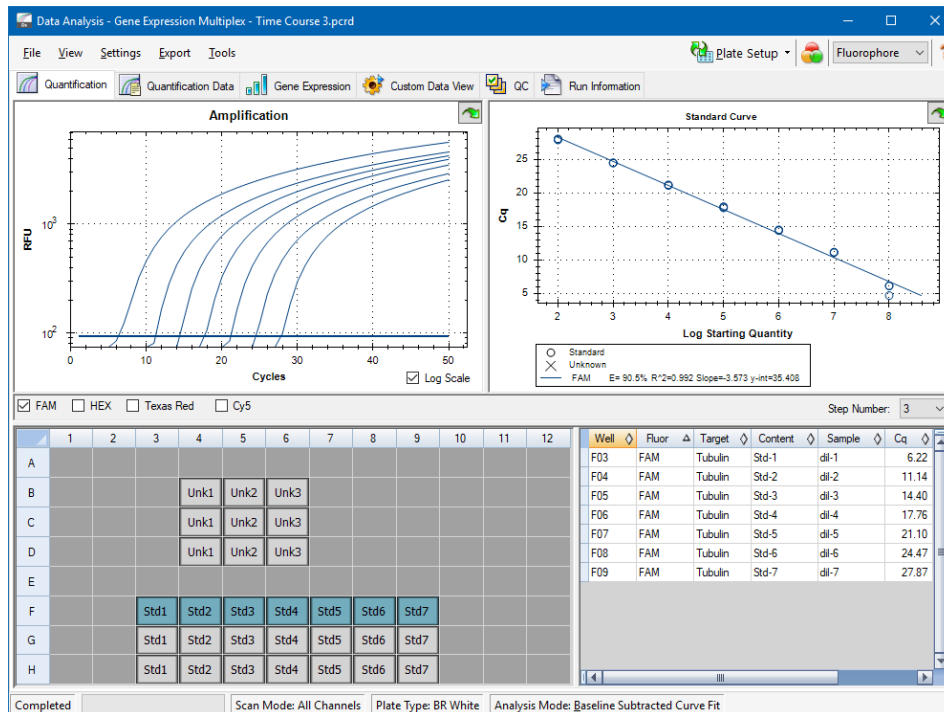 Data Analysis - Gene Expression Multiplex - Time Course 3.pcrd
File View Settings Export Tools Plate Setup Fluorophore
Quantification Quantification Data Gene Expression Custom Data View QC Run Information
Amplification
RFU
10^3
10^2
0 10 20 30 40 50
Cycles
Log Scale
Standard Curve
Cq
25
20
15
10
5
2 3 4 5 6 7 8
Log Starting Quantity
Standard
Unknown
FAM E= 90.5% R^2=0.992 Slope=-3.573 y-int=35.408
FAM HEX Texas Red Cy5 Step Number: 3
1 2 3 4 5 6 7 8 9 10 11 12
A
B Unk1 Unk2 Unk3
C Unk1 Unk2 Unk3
D Unk1 Unk2 Unk3
E
F Std1 Std2 Std3 Std4 Std5 Std6 Std7
G Std1 Std2 Std3 Std4 Std5 Std6 Std7
H Std1 Std2 Std3 Std4 Std5 Std6 Std7
Well Fluor Target Content Sample Cq
F03 FAM Tubulin Std-1 dil-1 6.22
F04 FAM Tubulin Std-2 dil-2 11.14
F05 FAM Tubulin Std-3 dil-3 14.40
F06 FAM Tubulin Std-4 dil-4 17.76
F07 FAM Tubulin Std-5 dil-5 21.10
F08 FAM Tubulin Std-6 dil-6 24.47
F09 FAM Tubulin Std-7 dil-7 27.87
Completed Scan Mode: All Channels Plate Type: BR White Analysis Mode: Baseline Subtracted Curve Fit